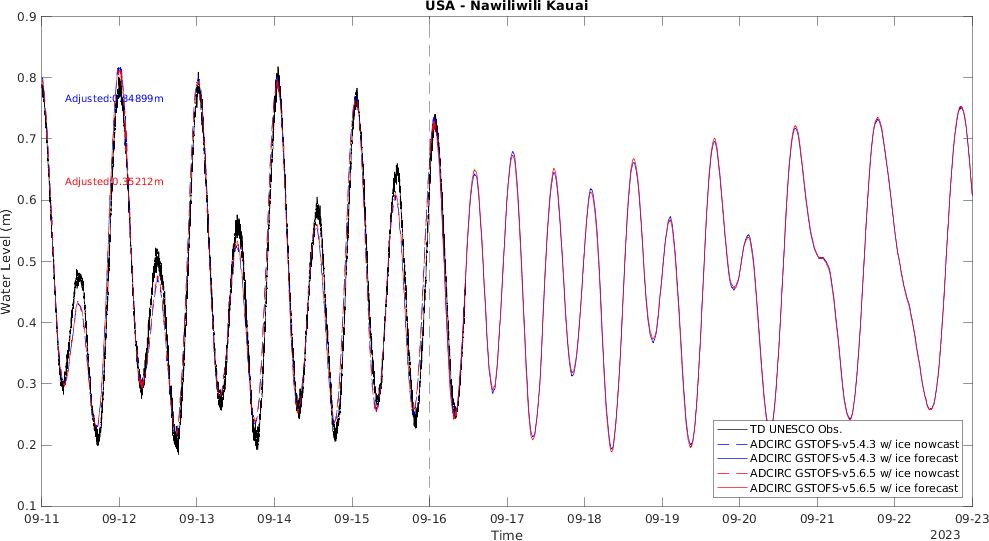 USA - Nawiliwili Kauai
0.9
0.8
0.7
0.6
0.5
0.4
0.3
0.2
0.1
Water Level (m)
Adjusted:0.34899m
Adjusted:0.35212m
TD UNESCO Obs.
ADCIRC GSTOFS-v5.4.3 w/ ice nowcast
ADCIRC GSTOFS-v5.4.3 w/ ice forecast
ADCIRC GSTOFS-v5.6.5 w/ ice nowcast
ADCIRC GSTOFS-v5.6.5 w/ ice forecast
09-11 09-12 09-13 09-14 09-15 09-16 09-17 09-18 09-19 09-20 09-21 09-22 09-23
Time
2023